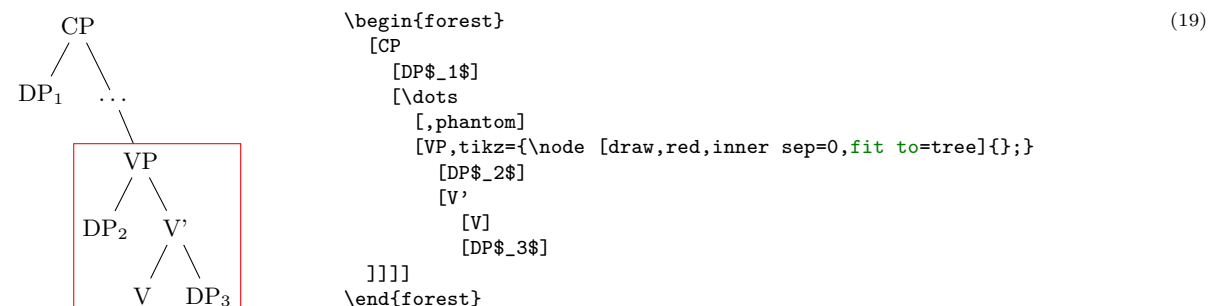 CP
DP₁ ...
VP
DP₂ V'
V DP₃
\begin{forest} (19)
  [CP
    [DP$_1$]
    [\dots
      [,phantom]
      [VP,tikz={\node [draw,red,inner sep=0,fit to=tree]{};}
        [DP$_2$]
        [V'
          [V]
          [DP$_3$]
  ]]]]
\end{forest}